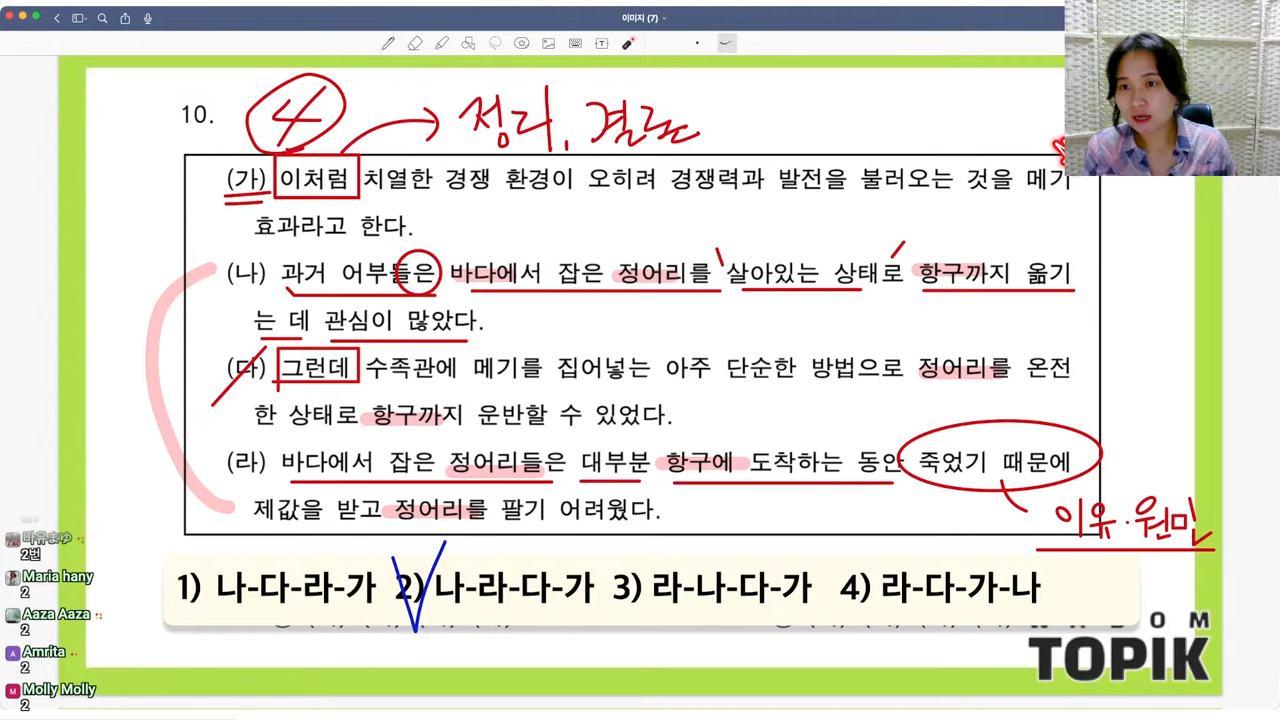 이미지 (7)
10.
4 → 정리, 결론
(가) 이처럼 치열한 경쟁 환경이 오히려 경쟁력과 발전을 불러오는 것을 메기
효과라고 한다.
(나) 과거 어부들은 바다에서 잡은 정어리를 살아있는 상태로 항구까지 옮기
는 데 관심이 많았다.
(다) 그런데 수족관에 메기를 집어넣는 아주 단순한 방법으로 정어리를 온전
한 상태로 항구까지 운반할 수 있었다.
(라) 바다에서 잡은 정어리들은 대부분 항구에 도착하는 동안 죽었기 때문에
제값을 받고 정어리를 팔기 어려웠다.
이유·원인
마유まゆ
2번
Maria hany
2
Aaza Aaza
2
Amrita
2
Molly Molly
2
1) 나-다-라-가 2) 나-라-다-가 3) 라-나-다-가 4) 라-다-가-나
TOPIK